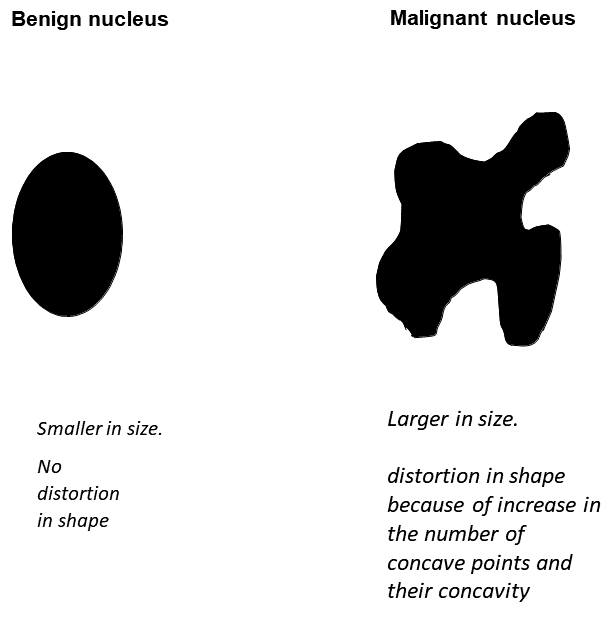 Benign nucleus
Malignant nucleus
Smaller in size.
No
distortion
in shape
Larger in size.
distortion in shape
because of increase in
the number of
concave points and
their concavity